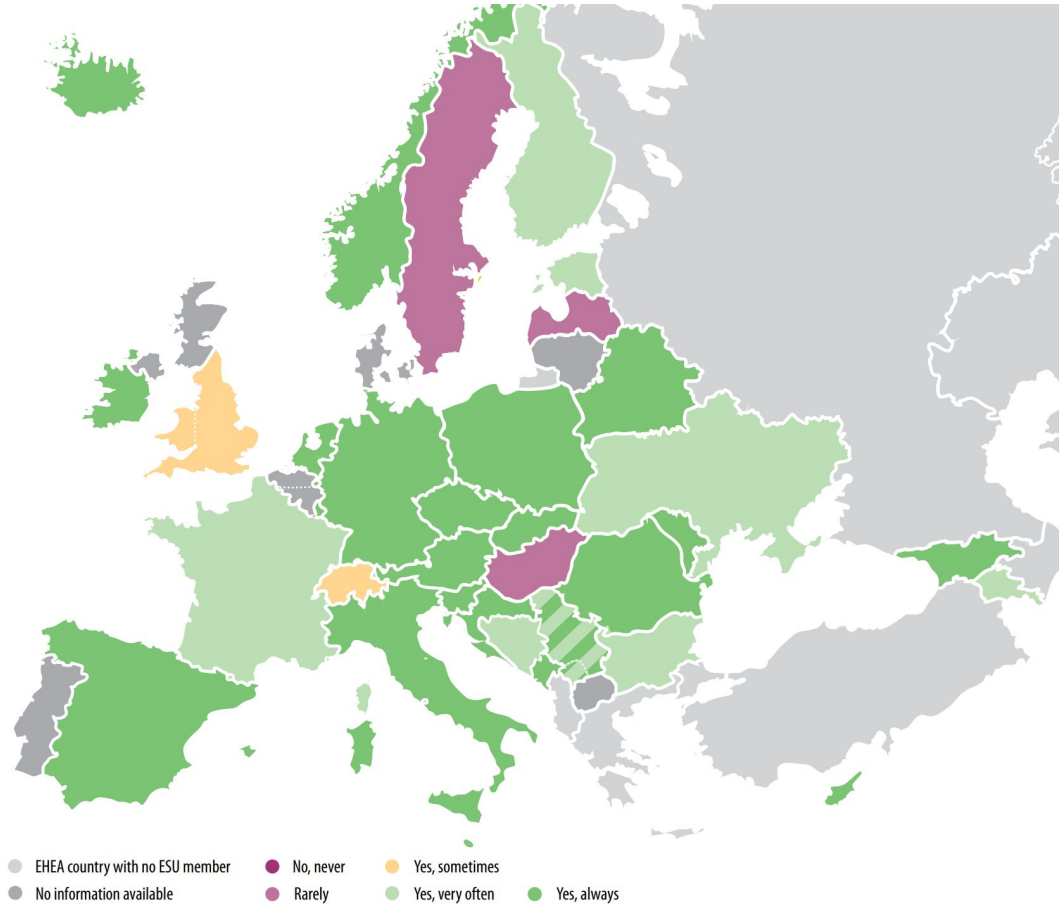 EHEA country with no ESU member
No, never
Yes, sometimes
No information available
Rarely
Yes, very often
Yes, always